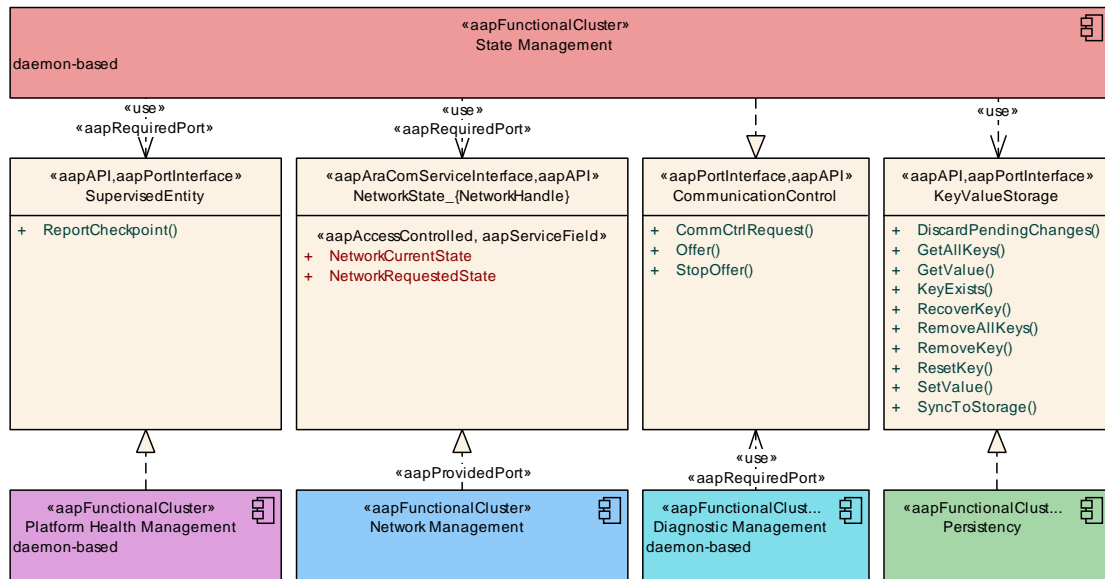 «aapFunctionalCluster»
State Management
daemon-based
«use»
«aapRequiredPort»
«use»
«aapRequiredPort»
«use»
«aapAPI,aapPortInterface»
SupervisedEntity
+ ReportCheckpoint()
«aapAraComServiceInterface,aapAPI»
NetworkState_{NetworkHandle}
«aapAccessControlled, aapServiceField»
+ NetworkCurrentState
+ NetworkRequestedState
«aapPortInterface,aapAPI»
CommunicationControl
+ CommCtrlRequest()
+ Offer()
+ StopOffer()
«aapAPI,aapPortInterface»
KeyValueStorage
+ DiscardPendingChanges()
+ GetAllKeys()
+ GetValue()
+ KeyExists()
+ RecoverKey()
+ RemoveAllKeys()
+ RemoveKey()
+ ResetKey()
+ SetValue()
+ SyncToStorage()
«aapProvidedPort»
«use»
«aapRequiredPort»
«aapFunctionalCluster»
Platform Health Management
daemon-based
«aapFunctionalCluster»
Network Management
«aapFunctionalClust...
Diagnostic Management
daemon-based
«aapFunctionalClust...
Persistency